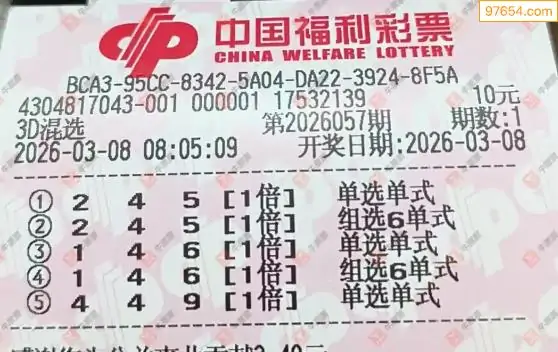 97654.com
中国福利彩票
CHINA WELFARE LOTTERY
BCA3-95CC-8342-5A04-DA22-3924-8F5A
4304817043-001 000001 17532139 10元
3D混选 第2026057期 期数:1
2026-03-08 08:05:09 开奖日期:2026-03-08
① 2 4 5 [1倍] 单选单式
② 2 4 5 [1倍] 组选6单式
③ 1 4 6 [1倍] 单选单式
④ 1 4 6 [1倍] 组选6单式
⑤ 4 4 9 [1倍] 单选单式